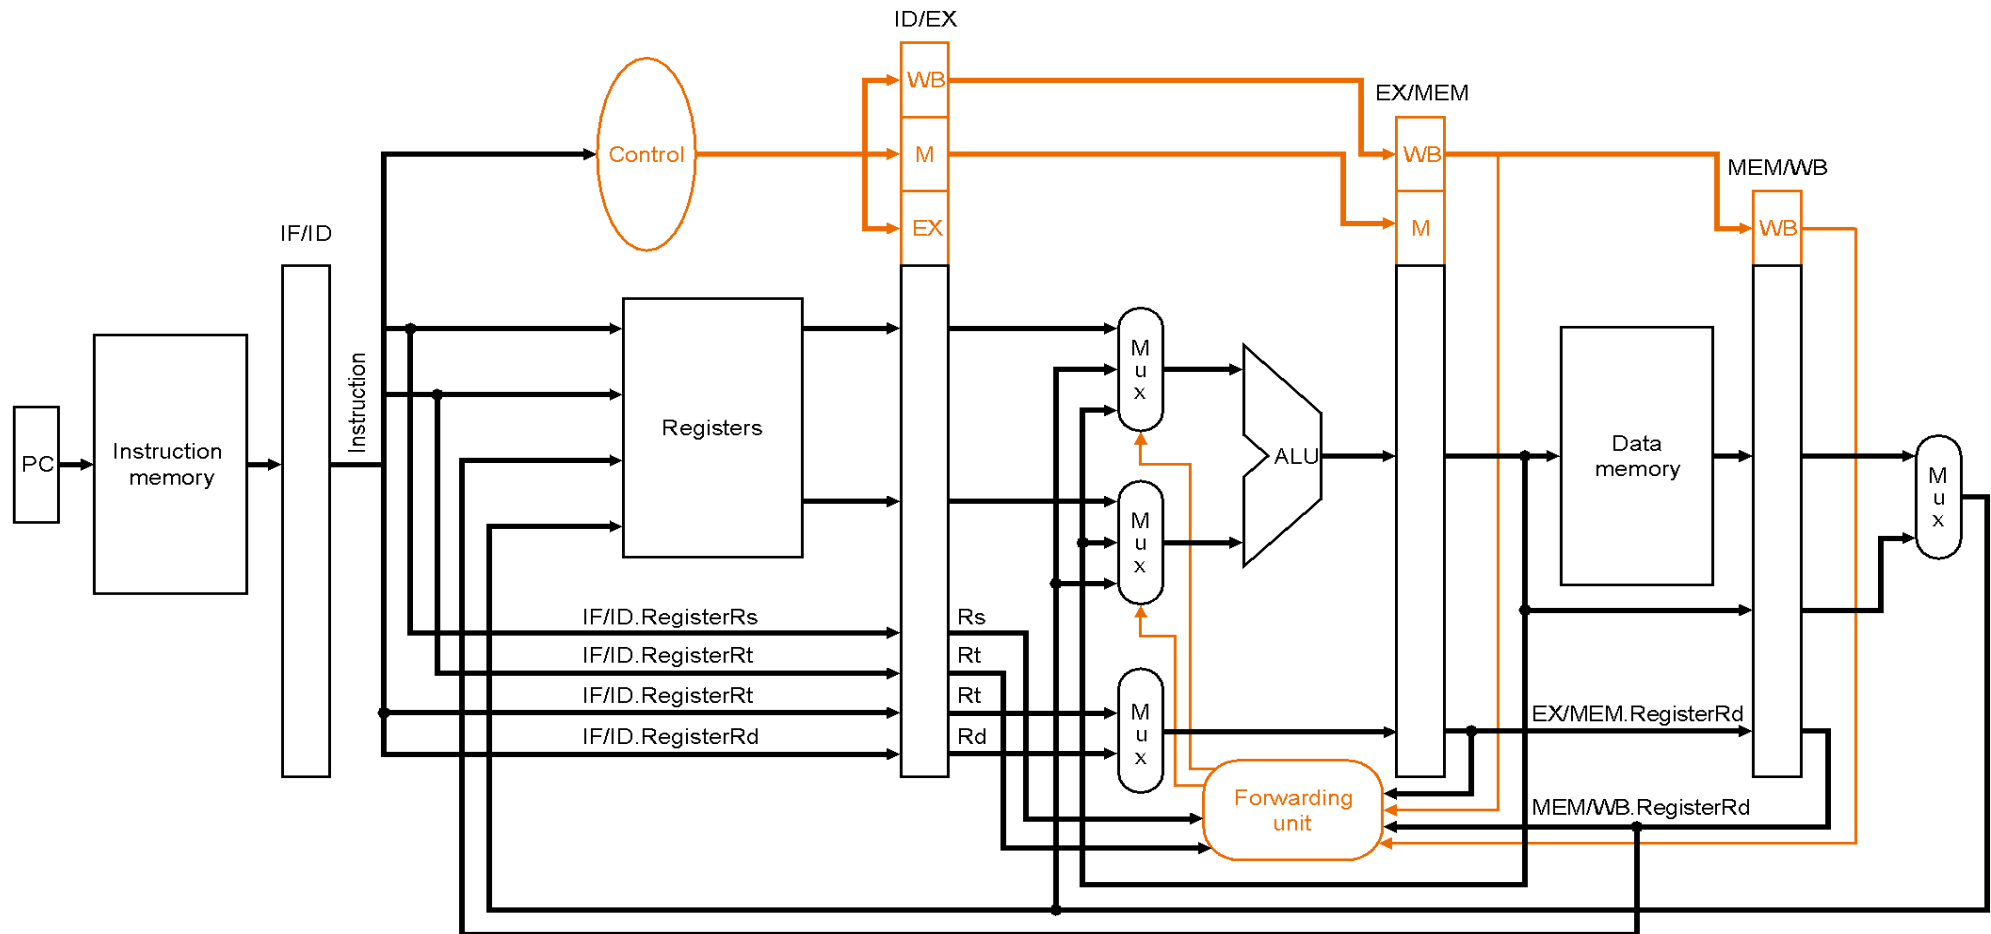 ID/EX
WB
EX/MEM
Control
M
WB
MEM/WB
EX
M
WB
IF/ID
Instruction
Registers
M
u
x
M
u
x
ALU
Data
memory
M
u
x
PC
Instruction
memory
IF/ID.RegisterRs
Rs
IF/ID.RegisterRt
Rt
IF/ID.RegisterRt
Rt
IF/ID.RegisterRd
Rd
M
u
x
EX/MEM.RegisterRd
Forwarding
unit
MEM/WB.RegisterRd